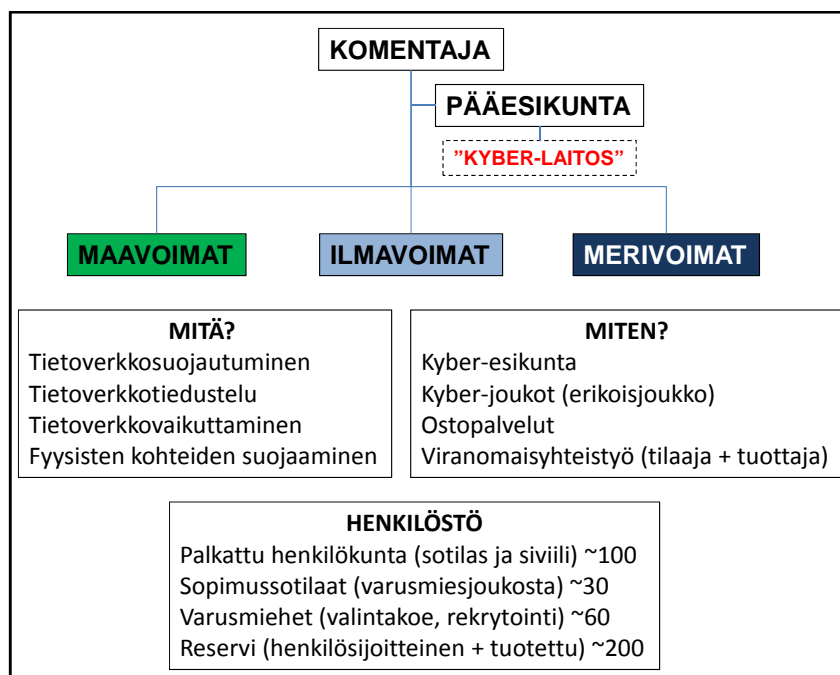 KOMENTAJA
PÄÄESIKUNTA
”KYBER-LAITOS”
MAAVOIMAT
ILMAVOIMAT
MERIVOIMAT
MITÄ?
Tietoverkkosuojautuminen
Tietoverkkotiedustelu
Tietoverkkovaikuttaminen
Fyysisten kohteiden suojaaminen
MITEN?
Kyber-esikunta
Kyber-joukot (erikoisjoukko)
Ostopalvelut
Viranomaisyhteistyö (tilaaja + tuottaja)
HENKILÖSTÖ
Palkattu henkilökunta (sotilas ja siviili) ~100
Sopimussotilaat (varusmiesjoukosta) ~30
Varusmiehet (valintakoe, rekrytointi) ~60
Reservi (henkilösijoitteinen + tuotettu) ~200